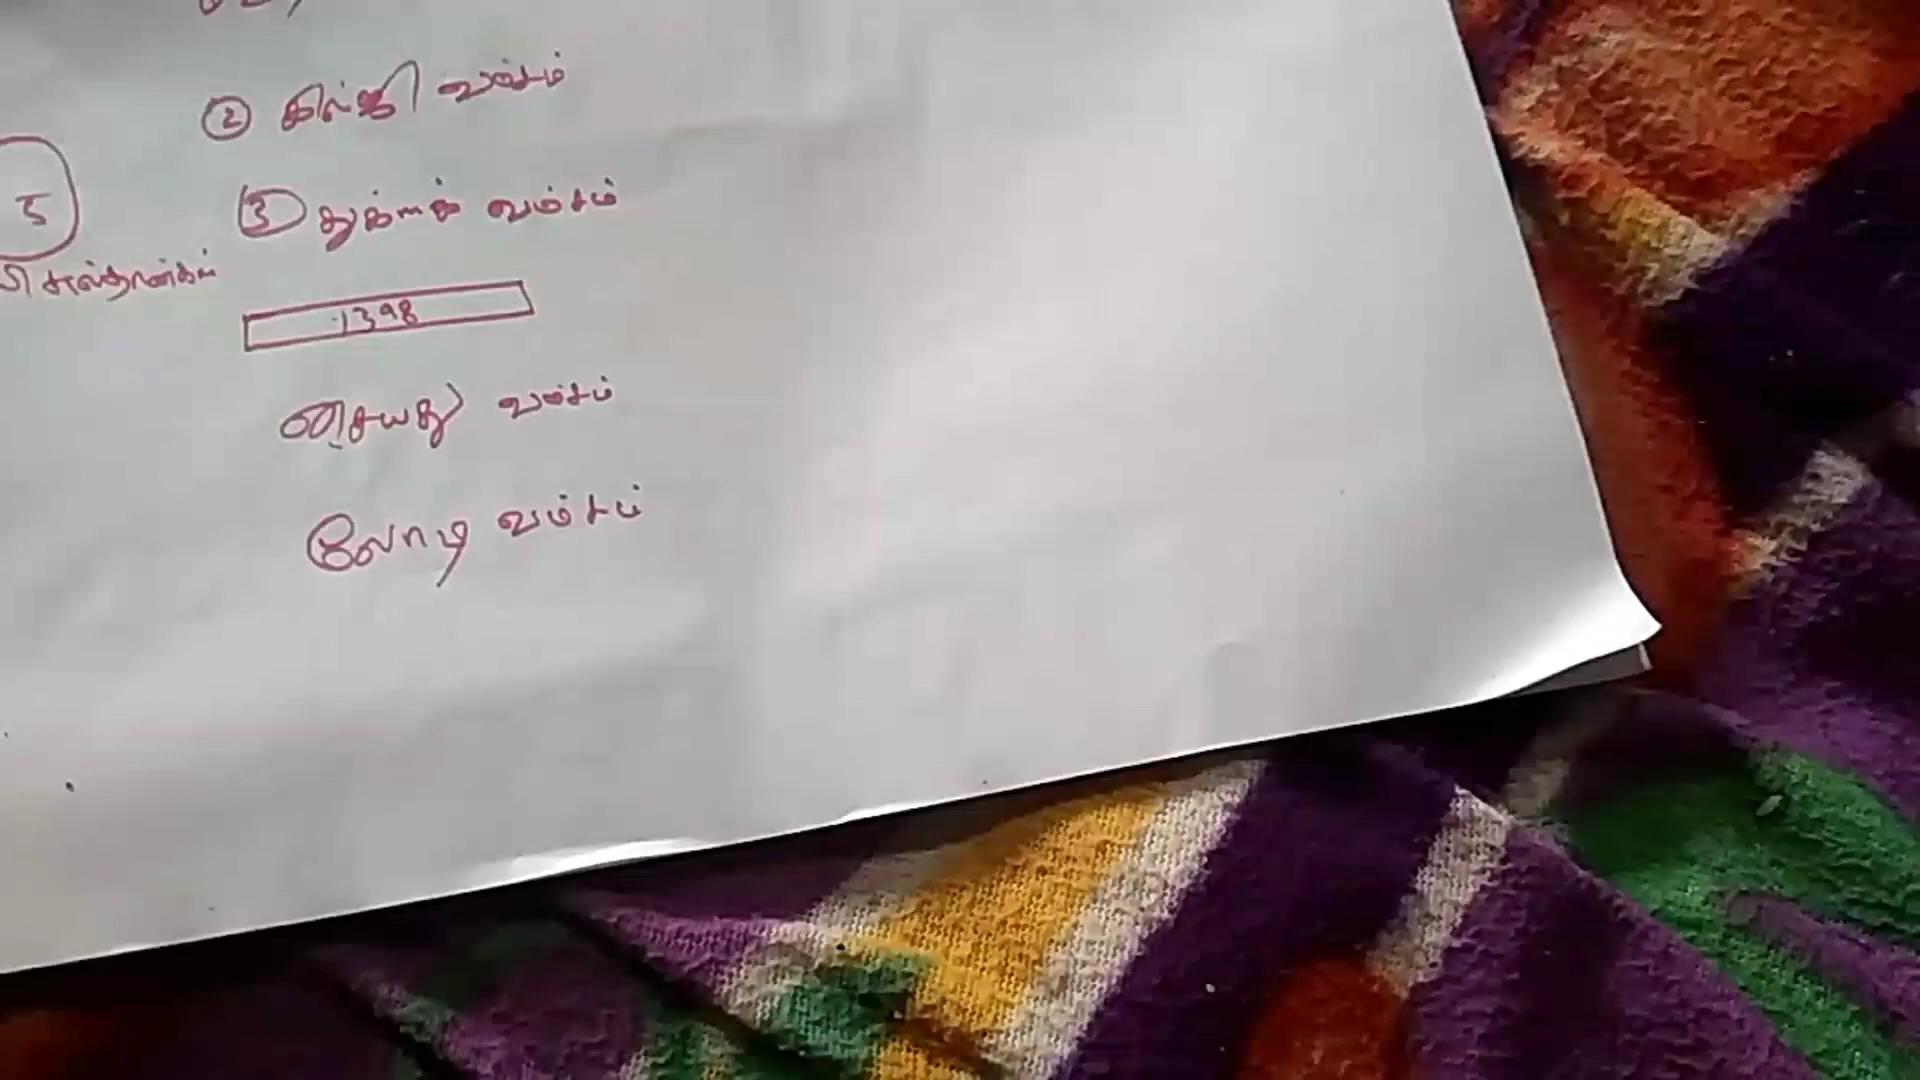 ② கில்ஜி வம்சம்
③ துக்ளக் வம்சம்
5
சுல்தான்கள்
1398
சையது வம்சம்
லோடி வம்சம்